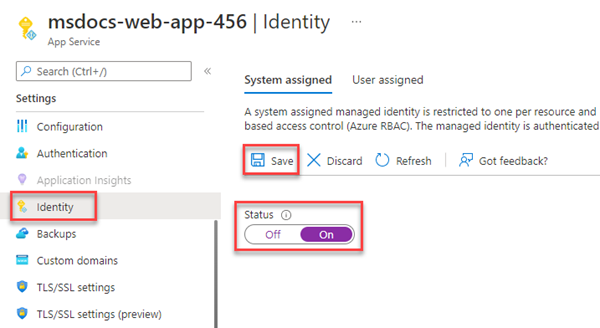 msdocs-web-app-456 | Identity ...
App Service
Search (Ctrl+/)
«
Settings
Configuration
Authentication
Application Insights
Identity
Backups
Custom domains
TLS/SSL settings
TLS/SSL settings (preview)
System assigned User assigned
A system assigned managed identity is restricted to one per resource and
based access control (Azure RBAC). The managed identity is authenticated
Save Discard Refresh Got feedback?
Status
Off On